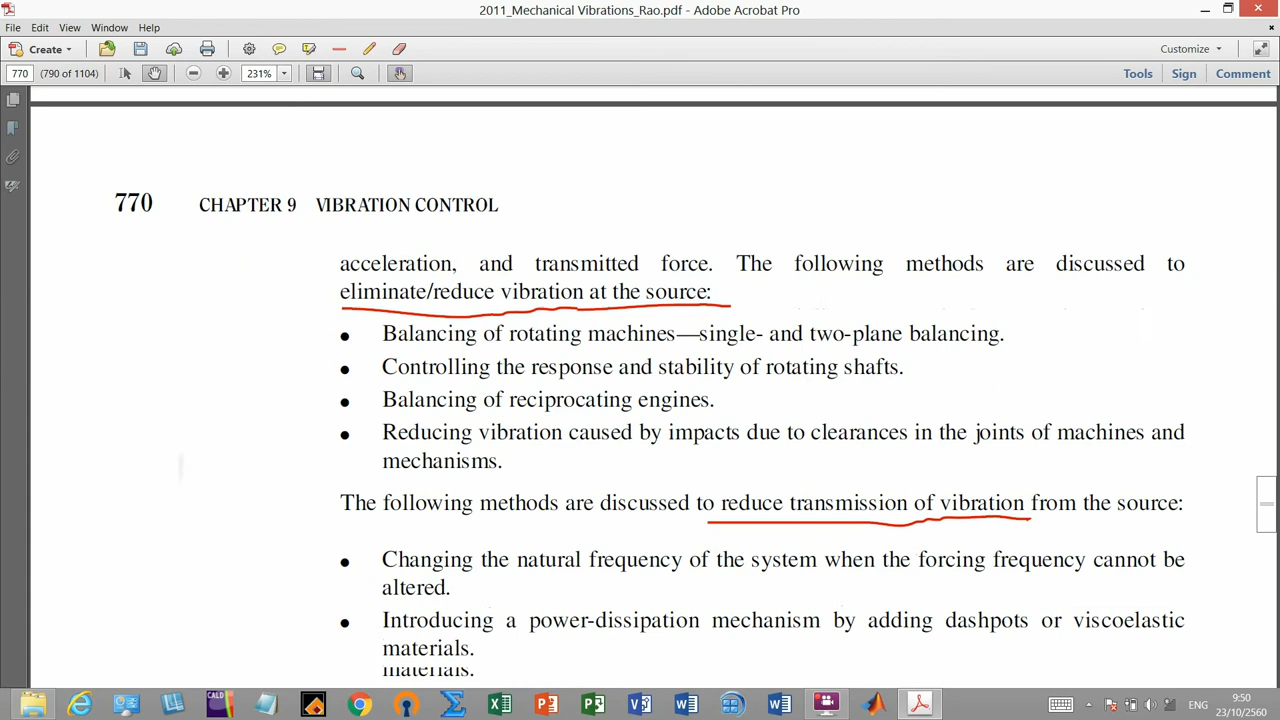 2011_Mechanical Vibrations_Rao.pdf - Adobe Acrobat Pro
File Edit View Window Help
Create Customize
770 (790 of 1104) 231% Tools Sign Comment
770 CHAPTER 9 VIBRATION CONTROL
acceleration, and transmitted force. The following methods are discussed to
eliminate/reduce vibration at the source:
• Balancing of rotating machines—single- and two-plane balancing.
• Controlling the response and stability of rotating shafts.
• Balancing of reciprocating engines.
• Reducing vibration caused by impacts due to clearances in the joints of machines and
mechanisms.
The following methods are discussed to reduce transmission of vibration from the source:
• Changing the natural frequency of the system when the forcing frequency cannot be
altered.
• Introducing a power-dissipation mechanism by adding dashpots or viscoelastic
materials.
materials.
CALD
ENG
9:50
23/10/2560